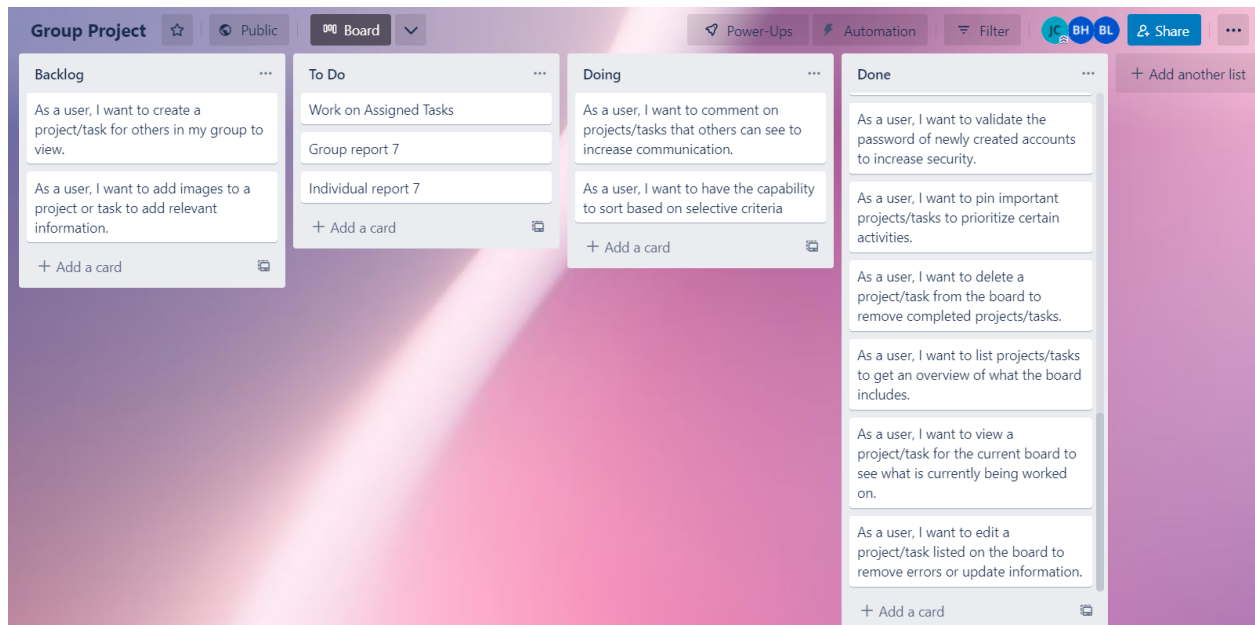 Group Project
Public
Board
Power-Ups
Automation
Filter
JC
BH
BL
Share
Backlog
As a user, I want to create a
project/task for others in my group to
view.
As a user, I want to add images to a
project or task to add relevant
information.
+ Add a card
To Do
Work on Assigned Tasks
Group report 7
Individual report 7
+ Add a card
Doing
As a user, I want to comment on
projects/tasks that others can see to
increase communication.
As a user, I want to have the capability
to sort based on selective criteria
+ Add a card
Done
As a user, I want to validate the
password of newly created accounts
to increase security.
As a user, I want to pin important
projects/tasks to prioritize certain
activities.
As a user, I want to delete a
project/task from the board to
remove completed projects/tasks.
As a user, I want to list projects/tasks
to get an overview of what the board
includes.
As a user, I want to view a
project/task for the current board to
see what is currently being worked
on.
As a user, I want to edit a
project/task listed on the board to
remove errors or update information.
+ Add a card
+ Add another list